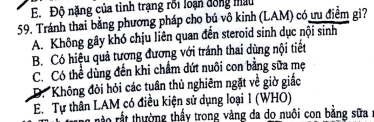 E. Độ nặng của tình trạng rối loạn đông máu
59. Tránh thai bằng phương pháp cho bú vô kinh (LAM) có ưu điểm gì?
A. Không gây khó chịu liên quan đến steroid sinh dục nội sinh
B. Có hiệu quả tương đương với tránh thai dùng nội tiết
C. Có thể dùng đến khi chấm dứt nuôi con bằng sữa mẹ
D. Không đòi hỏi các tuân thủ nghiêm ngặt về giờ giấc
E. Tự thân LAM có điều kiện sử dụng loại 1 (WHO)
nào rất thường thấy trong vàng da do nuôi con bằng sữa